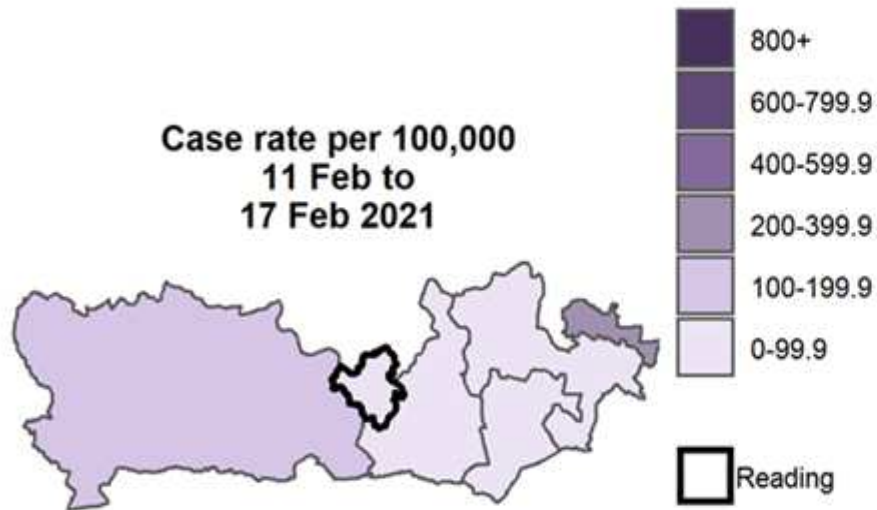 Case rate per 100,000
11 Feb to
17 Feb 2021
800+
600-799.9
400-599.9
200-399.9
100-199.9
0-99.9
Reading